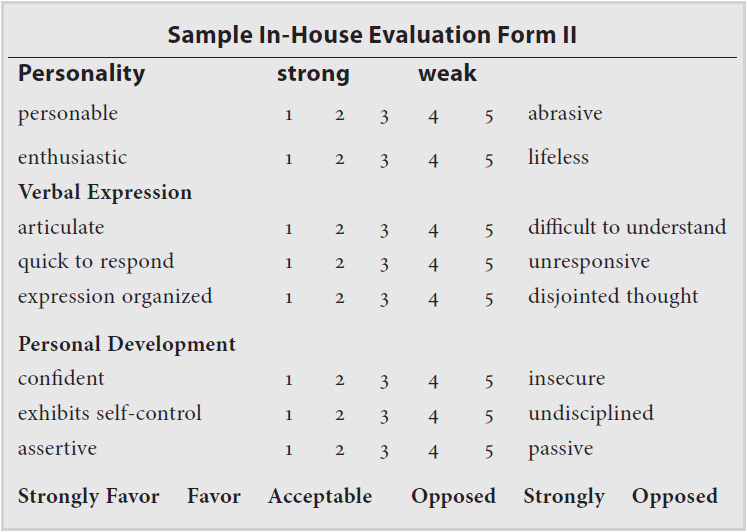 Sample In-House Evaluation Form II
Personality strong weak
personable 1 2 3 4 5 abrasive
enthusiastic 1 2 3 4 5 lifeless
Verbal Expression
articulate 1 2 3 4 5 difficult to understand
quick to respond 1 2 3 4 5 unresponsive
expression organized 1 2 3 4 5 disjointed thought
Personal Development
confident 1 2 3 4 5 insecure
exhibits self-control 1 2 3 4 5 undisciplined
assertive 1 2 3 4 5 passive
Strongly Favor Favor Acceptable Opposed Strongly Opposed